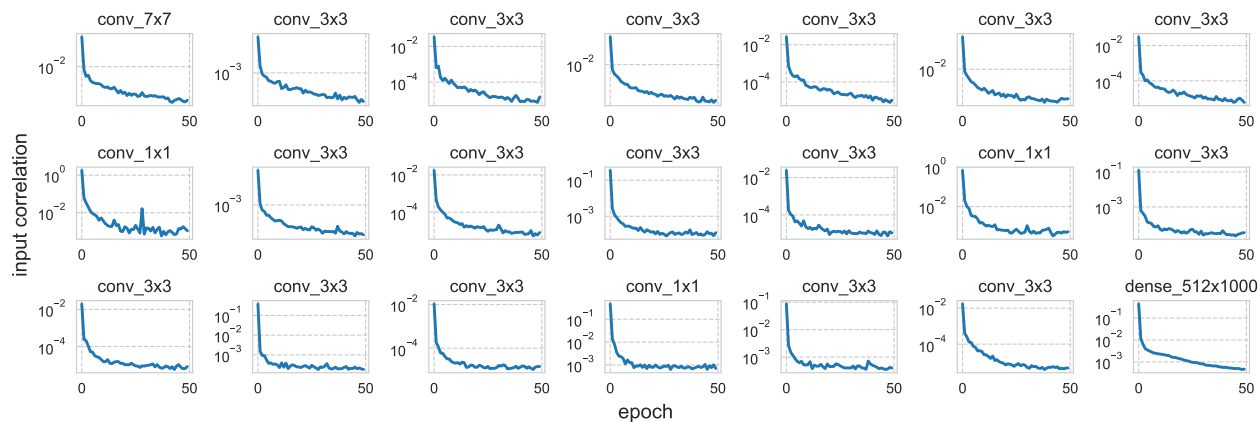 conv_7x7 conv_3x3 conv_3x3 conv_3x3 conv_3x3 conv_3x3 conv_3x3
10⁻² 10⁻³ 10⁻² 10⁻⁴ 10⁻² 10⁻² 10⁻⁴ 10⁻² 10⁻² 10⁻⁴
0 50 0 50 0 50 0 50 0 50 0 50 0 50
input correlation
conv_1x1 conv_3x3 conv_3x3 conv_3x3 conv_3x3 conv_1x1 conv_3x3
10⁰ 10⁻² 10⁻³ 10⁻² 10⁻⁴ 10⁻¹ 10⁻³ 10⁻² 10⁻⁴ 10⁰ 10⁻² 10⁻¹ 10⁻³
0 50 0 50 0 50 0 50 0 50 0 50 0 50
conv_3x3 conv_3x3 conv_3x3 conv_1x1 conv_3x3 conv_3x3 dense_512x1000
10⁻² 10⁻⁴ 10⁻¹ 10⁻² 10⁻³ 10⁻² 10⁻⁴ 10⁻¹ 10⁻² 10⁻³ 10⁻¹ 10⁻² 10⁻³ 10⁻² 10⁻⁴ 10⁻¹ 10⁻² 10⁻³
0 50 0 50 0 50 0 50 0 50 0 50 0 50
epoch